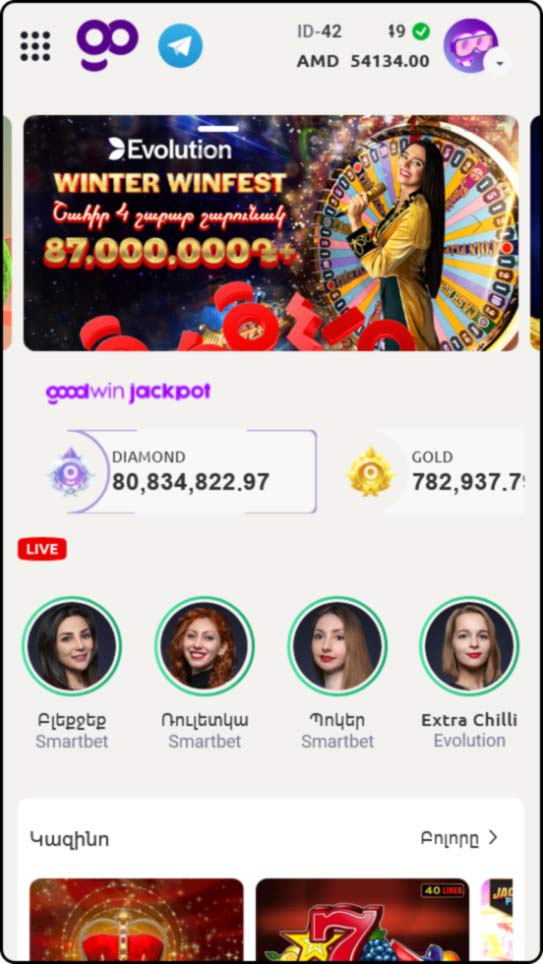 ID-42
AMD 54134.00
Evolution
WINTER WINFEST
Շահիր 4 շաբաթ շարունակ
87,000,000֏+
goodwin jackpot
DIAMOND
80,834,822.97
GOLD
782,937.7
LIVE
Բլեքջեք
Smartbet
Ռուլետկա
Smartbet
Պոկեր
Smartbet
Extra Chilli
Evolution
Կազինո
Բոլորը
40 LINES